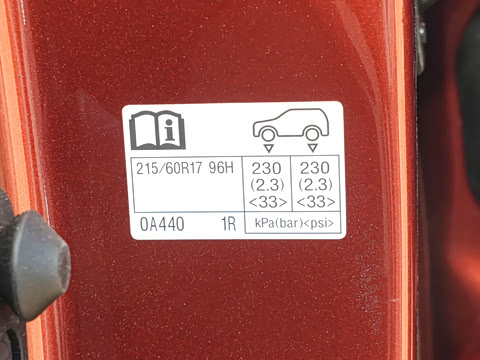 i
215/60R17 96H 230 230
(2.3) (2.3)
<33> <33>
0A440 1R kPa(bar)<psi>